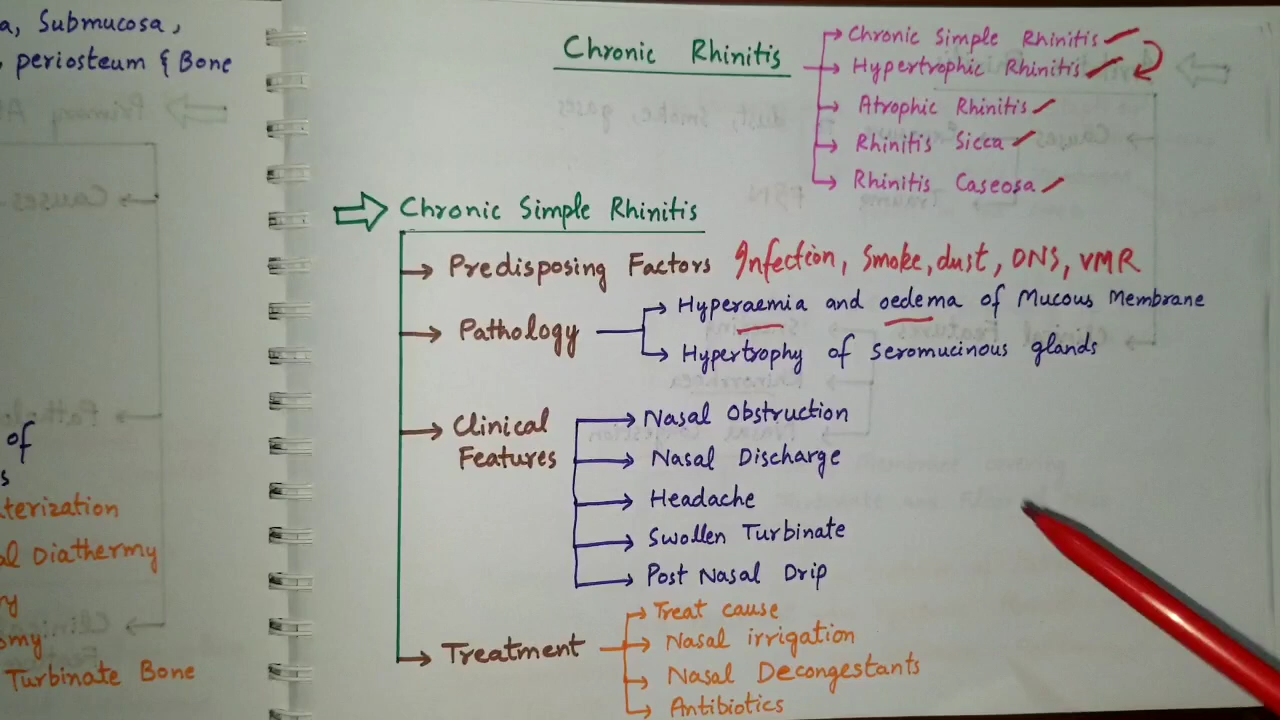 a, Submucosa,
periosteum & Bone
of
s
terization
al Diathermy
ry
omy
Turbinate Bone
Chronic Rhinitis
Chronic Simple Rhinitis
Hypertrophic Rhinitis
Atrophic Rhinitis
Rhinitis Sicca
Rhinitis Caseosa
Chronic Simple Rhinitis
Predisposing Factors Infection, Smoke, dust, DNS, VMR
Pathology
Hyperaemia and oedema of Mucous Membrane
Hypertrophy of Seromucinous glands
Clinical
Features
Nasal Obstruction
Nasal Discharge
Headache
Swollen Turbinate
Post Nasal Drip
Treatment
Treat cause
Nasal irrigation
Nasal Decongestants
Antibiotics